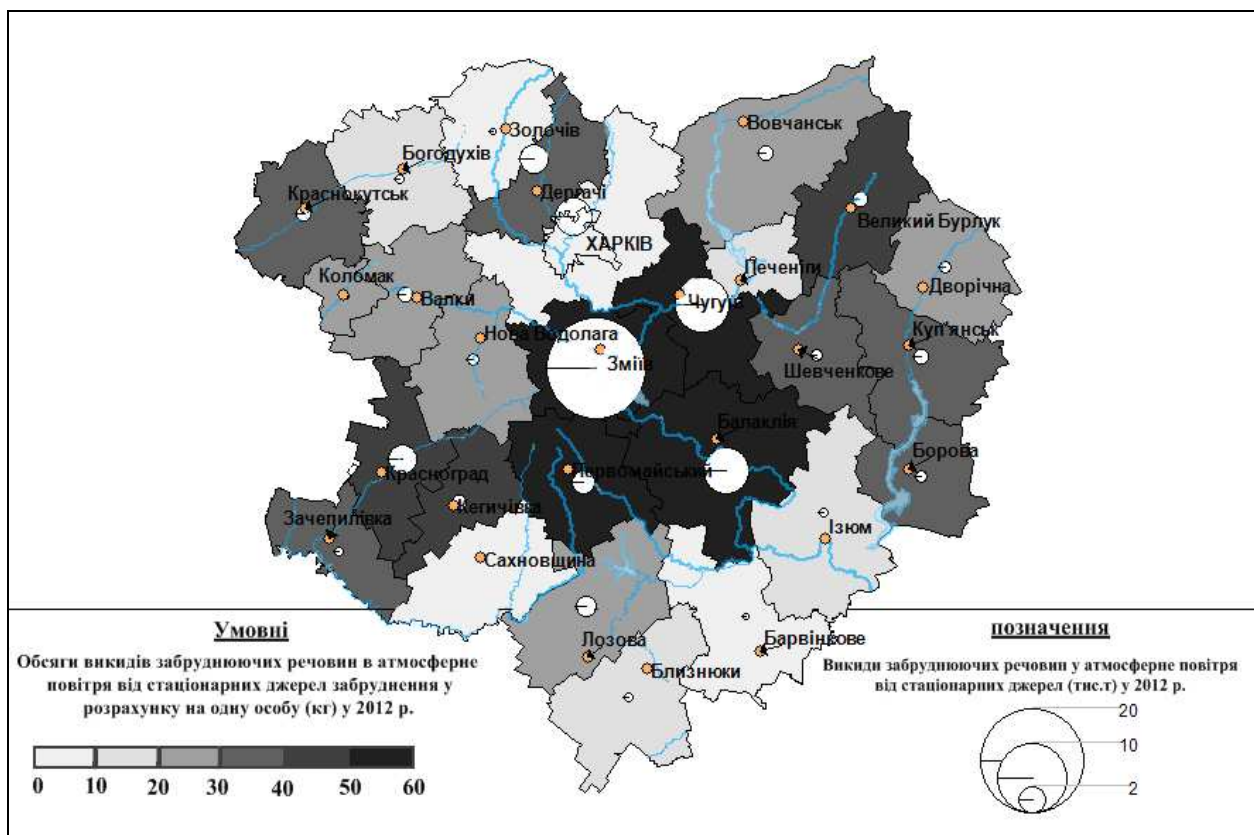 Вовчанськ
Золочів
Богодухів
Дергачі
Краснокутськ
Великий Бурлук
ХАРКІВ
Печеніги
Коломак
Валки
Чугуїв
Дворічна
Нова Водолага
Куп'янськ
Зміїв
Шевченкове
Балаклія
Красноград
Первомайський
Борова
Кегичівка
Зачепилівка
Ізюм
Сахновщина
Лозова
Барвінкове
Близнюки
Умовні
Обсяги викидів забруднюючих речовин в атмосферне
повітря від стаціонарних джерел забруднення у
розрахунку на одну особу (кг) у 2012 р.
0 10 20 30 40 50 60
позначення
Викиди забруднюючих речовин у атмосферне повітря
від стаціонарних джерел (тис.т) у 2012 р.
20
10
2